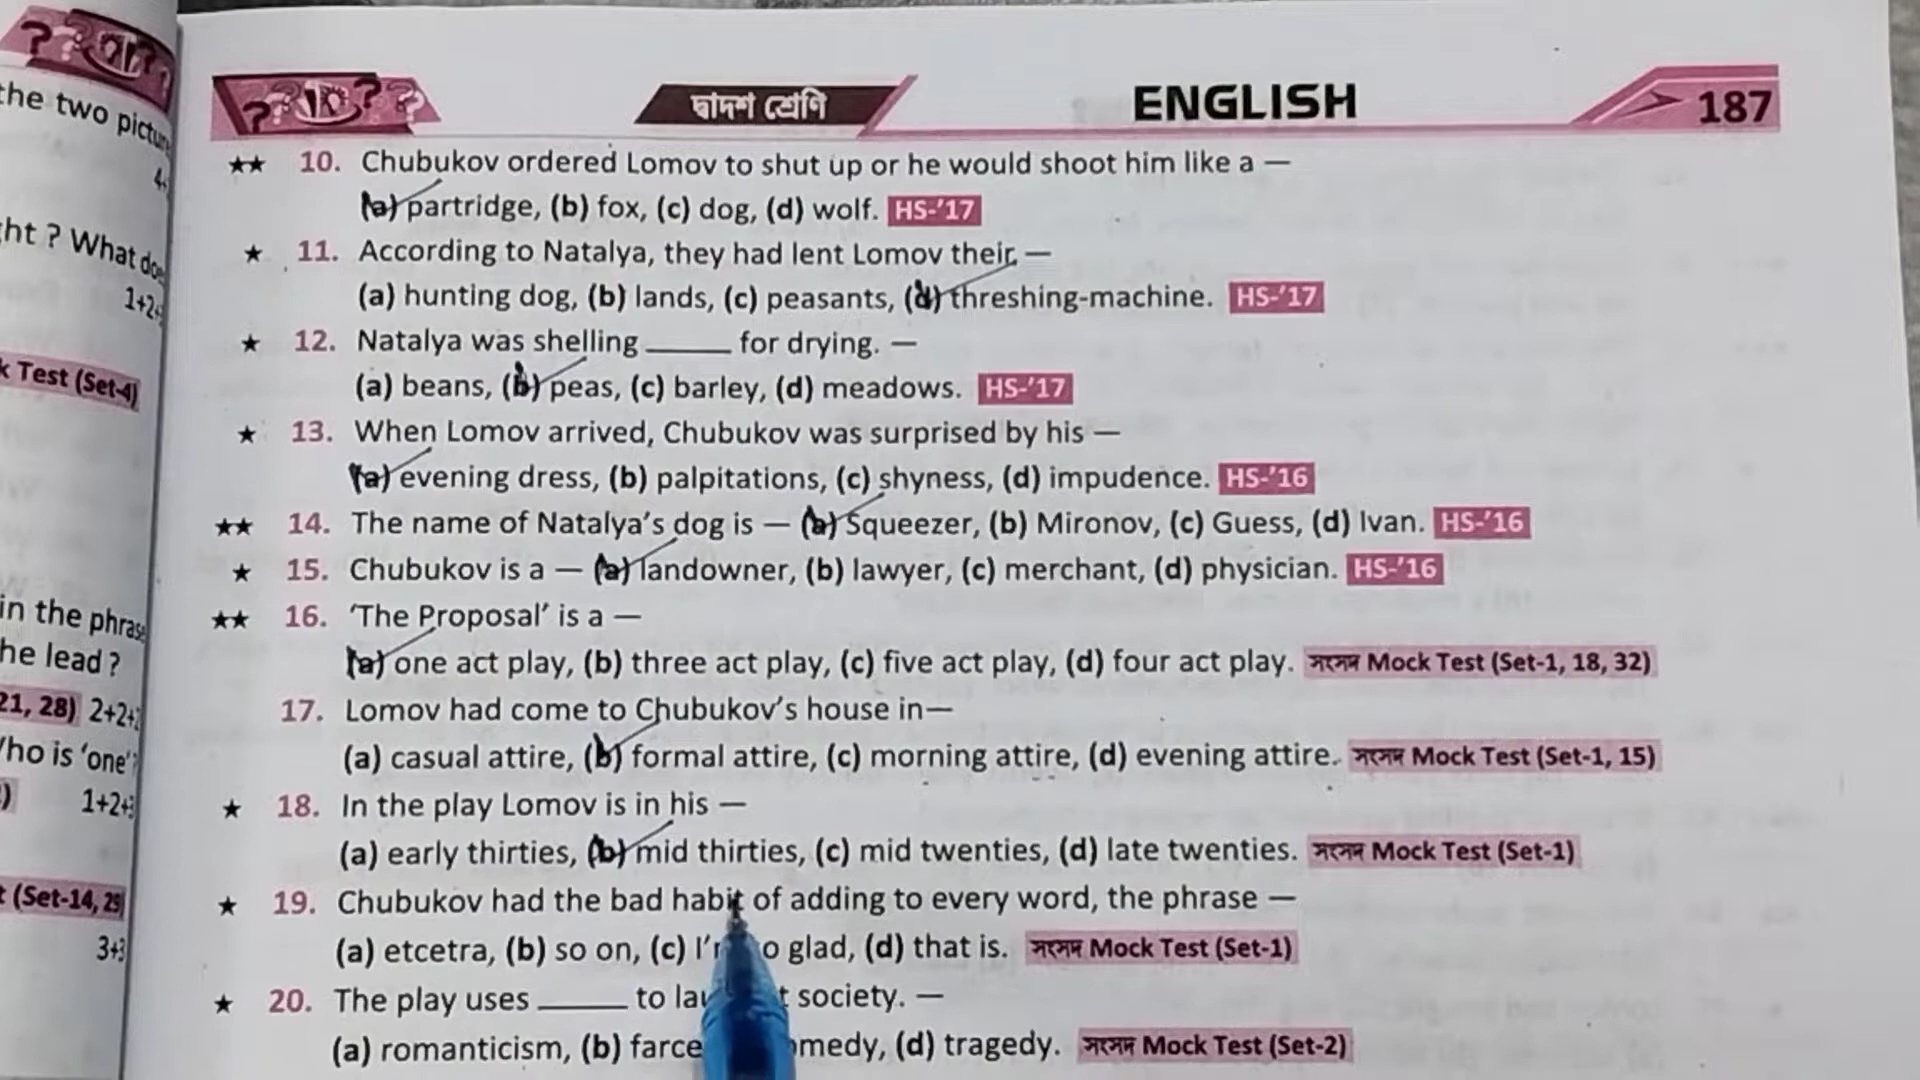 the two
দ্বাদশ শ্রেণি ENGLISH 187
★★ 10. Chubukov ordered Lomov to shut up or he would shoot him like a —
(a) partridge, (b) fox, (c) dog, (d) wolf. HS-'17
ht ? What
★ 11. According to Natalya, they had lent Lomov their —
1+2+
(a) hunting dog, (b) lands, (c) peasants, (d) threshing-machine. HS-'17
★ 12. Natalya was shelling _____ for drying. —
Test (Set-4)
(a) beans, (b) peas, (c) barley, (d) meadows. HS-'17
★ 13. When Lomov arrived, Chubukov was surprised by his —
(a) evening dress, (b) palpitations, (c) shyness, (d) impudence. HS-'16
★★ 14. The name of Natalya's dog is — (a) Squeezer, (b) Mironov, (c) Guess, (d) Ivan. HS-'16
★ 15. Chubukov is a — (a) landowner, (b) lawyer, (c) merchant, (d) physician. HS-'16
in the phrase
★★ 16. 'The Proposal' is a —
he lead ?
(a) one act play, (b) three act play, (c) five act play, (d) four act play. সংসদ Mock Test (Set-1, 18, 32)
21, 28) 2+2+
17. Lomov had come to Chubukov's house in—
ho is 'one'?
(a) casual attire, (b) formal attire, (c) morning attire, (d) evening attire. সংসদ Mock Test (Set-1, 15)
) 1+2+3
★ 18. In the play Lomov is in his —
(a) early thirties, (b) mid thirties, (c) mid twenties, (d) late twenties. সংসদ Mock Test (Set-1)
(Set-14, 29)
★ 19. Chubukov had the bad habit of adding to every word, the phrase —
3+3
(a) etcetra, (b) so on, (c) glad, (d) that is. সংসদ Mock Test (Set-1)
★ 20. The play uses _____ to society. —
(a) romanticism, (b) farce (d) tragedy. সংসদ Mock Test (Set-2)